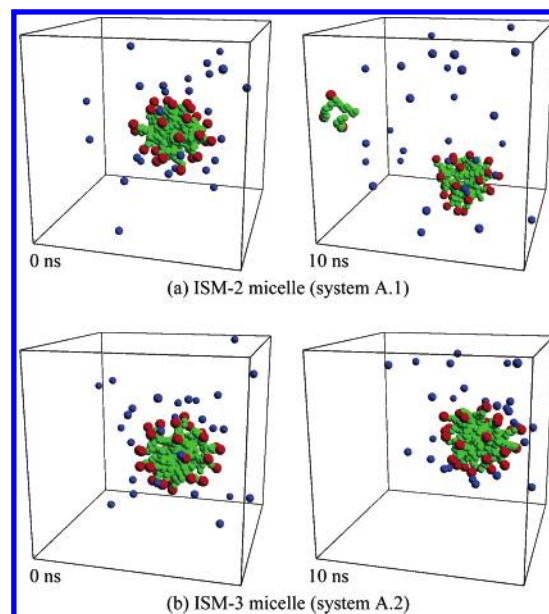 0 ns
10 ns
(a) ISM-2 micelle (system A.1)
0 ns
10 ns
(b) ISM-3 micelle (system A.2)